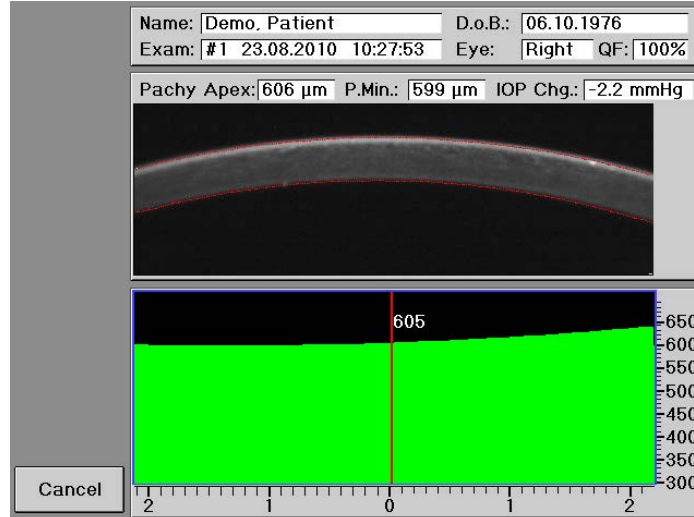 Name: Demo, Patient D.o.B.: 06.10.1976
Exam: #1 23.08.2010 10:27:53 Eye: Right QF: 100%
Pachy Apex: 606 µm P.Min.: 599 µm IOP Chg.: -2.2 mmHg
605
650
600
550
500
450
400
350
300
Cancel
2 1 0 1 2